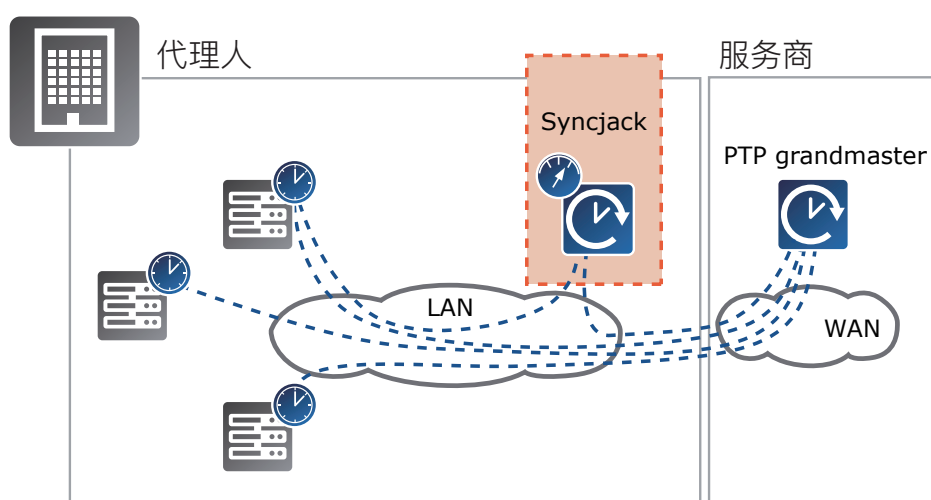 代理人
服务商
Syncjack
PTP grandmaster
LAN
WAN